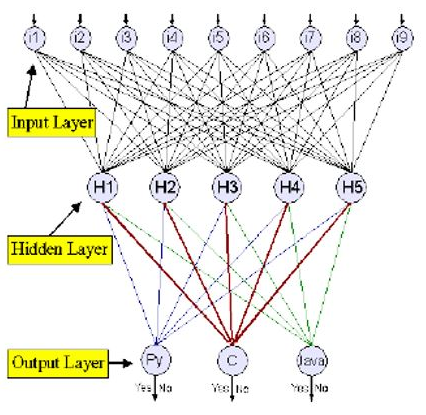 i1 i2 i3 i4 i5 i6 i7 i8 i9
Input Layer
H1 H2 H3 H4 H5
Hidden Layer
Output Layer Py C Java
Yes No Yes No Yes No